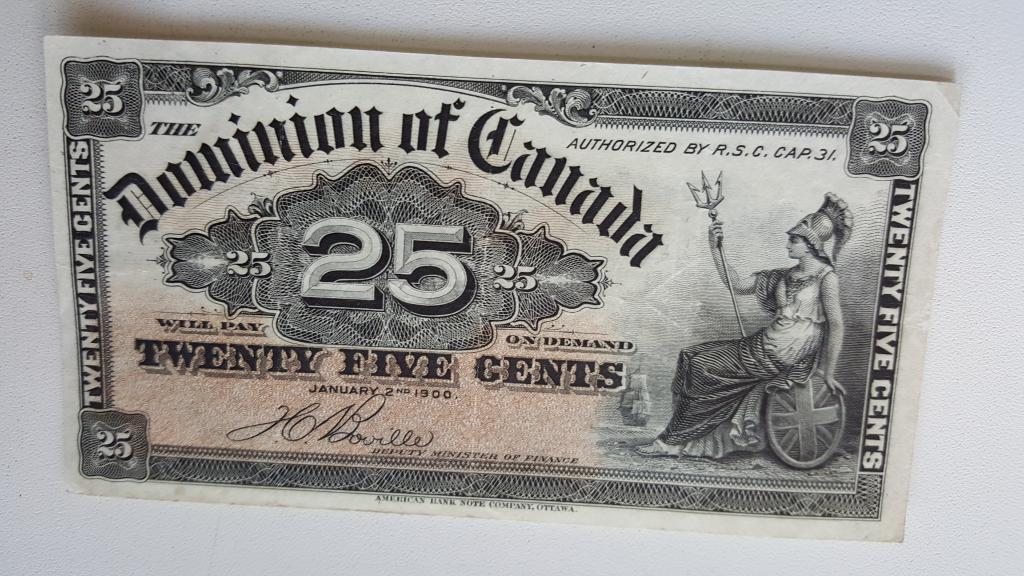 25
25
THE
Dominion of Canada
AUTHORIZED BY R.S.C. CAP. 31.
TWENTY FIVE CENTS
25
25
25
TWENTY FIVE CENTS
WILL PAY
ON DEMAND
TWENTY FIVE CENTS
JANUARY 2ND 1900.
H C Boville
DEPUTY MINISTER OF FINANCE
25
AMERICAN BANK NOTE COMPANY, OTTAWA.